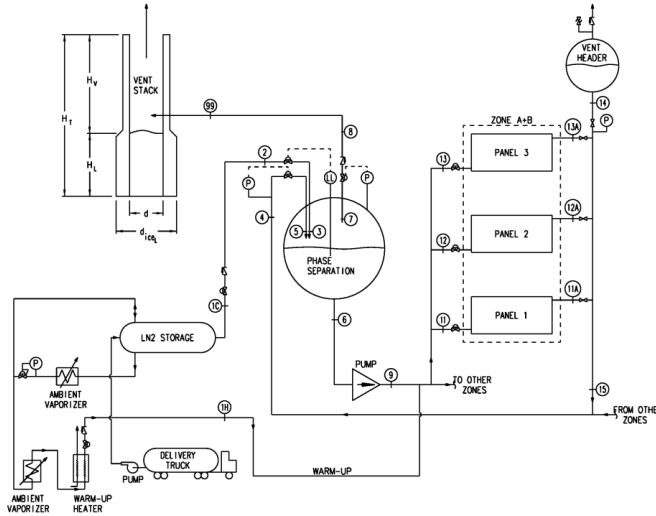 VENT
STACK
H_V
H_T
H_L
d
d_ice_L
99
8
2
LL
P
P
4
5
3
7
PHASE
SEPARATION
1C
6
LN2 STORAGE
P
AMBIENT
VAPORIZER
1H
AMBIENT
VAPORIZER
WARM-UP
HEATER
PUMP
DELIVERY
TRUCK
WARM-UP
PUMP
9
TO OTHER
ZONES
VENT
HEADER
14
P
ZONE A+B
13
PANEL 3
13A
12
PANEL 2
12A
11
PANEL 1
11A
15
FROM OTHE
ZONES